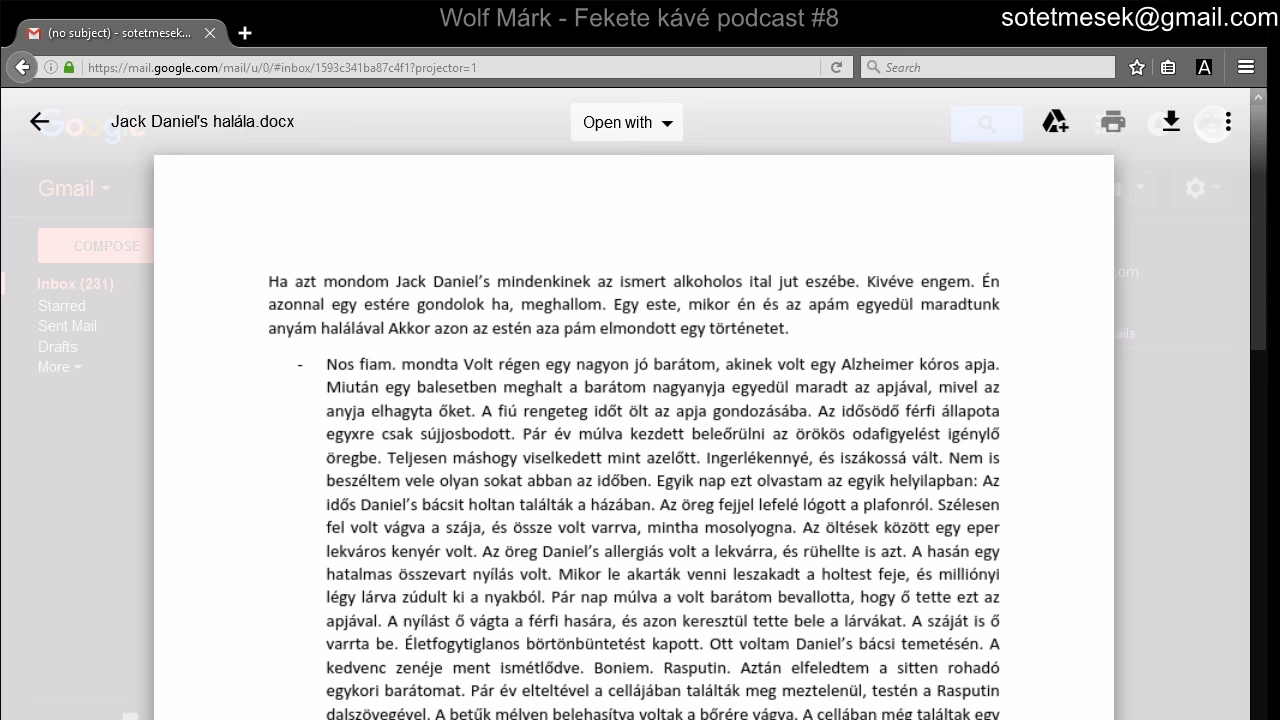 Wolf Márk - Fekete kávé podcast #8
sotetmesek@gmail.com
(no subject) - sotetmesek...
https://mail.google.com/mail/u/0/#inbox/1593c341ba87c4f1?projector=1
Search
Jack Daniel's halála.docx
Open with
Google
Gmail
COMPOSE
Inbox (231)
Starred
Sent Mail
Drafts
More
Ha azt mondom Jack Daniel’s mindenkinek az ismert alkoholos ital jut eszébe. Kivéve engem. Én
azonnal egy estére gondolok ha, meghallom. Egy este, mikor én és az apám egyedül maradtunk
anyám halálával Akkor azon az estén aza pám elmondott egy történetet.
- Nos fiam. mondta Volt régen egy nagyon jó barátom, akinek volt egy Alzheimer kóros apja.
Miután egy balesetben meghalt a barátom nagyanyja egyedül maradt az apjával, mivel az
anyja elhagyta őket. A fiú rengeteg időt ölt az apja gondozásába. Az idősödő férfi állapota
egyxre csak sújjosbodott. Pár év múlva kezdett beleőrülni az örökös odafigyelést igénylő
öregbe. Teljesen máshogy viselkedett mint azelőtt. Ingerlékennyé, és iszákossá vált. Nem is
beszéltem vele olyan sokat abban az időben. Egyik nap ezt olvastam az egyik helyilapban: Az
idős Daniel’s bácsit holtan találták a házában. Az öreg fejjel lefelé lógott a plafonról. Szélesen
fel volt vágva a szája, és össze volt varrva, mintha mosolyogna. Az öltések között egy eper
lekváros kenyér volt. Az öreg Daniel’s allergiás volt a lekvárra, és rühellte is azt. A hasán egy
hatalmas összevart nyílás volt. Mikor le akarták venni leszakadt a holtest feje, és milliónyi
légy lárva zúdult ki a nyakból. Pár nap múlva a volt barátom bevallotta, hogy ő tette ezt az
apjával. A nyílást ő vágta a férfi hasára, és azon keresztül tette bele a lárvákat. A száját is ő
varrta be. Életfogytiglanos börtönbüntetést kapott. Ott voltam Daniel’s bácsi temetésén. A
kedvenc zenéje ment ismétlődve. Boniem. Rasputin. Aztán elfeledtem a sitten rohadó
egykori barátomat. Pár év elteltével a cellájában találták meg meztelenül, testén a Rasputin
dalszövegével. A betűk mélyen belehasítva voltak a bőrére vágva. A cellában még találtak egy